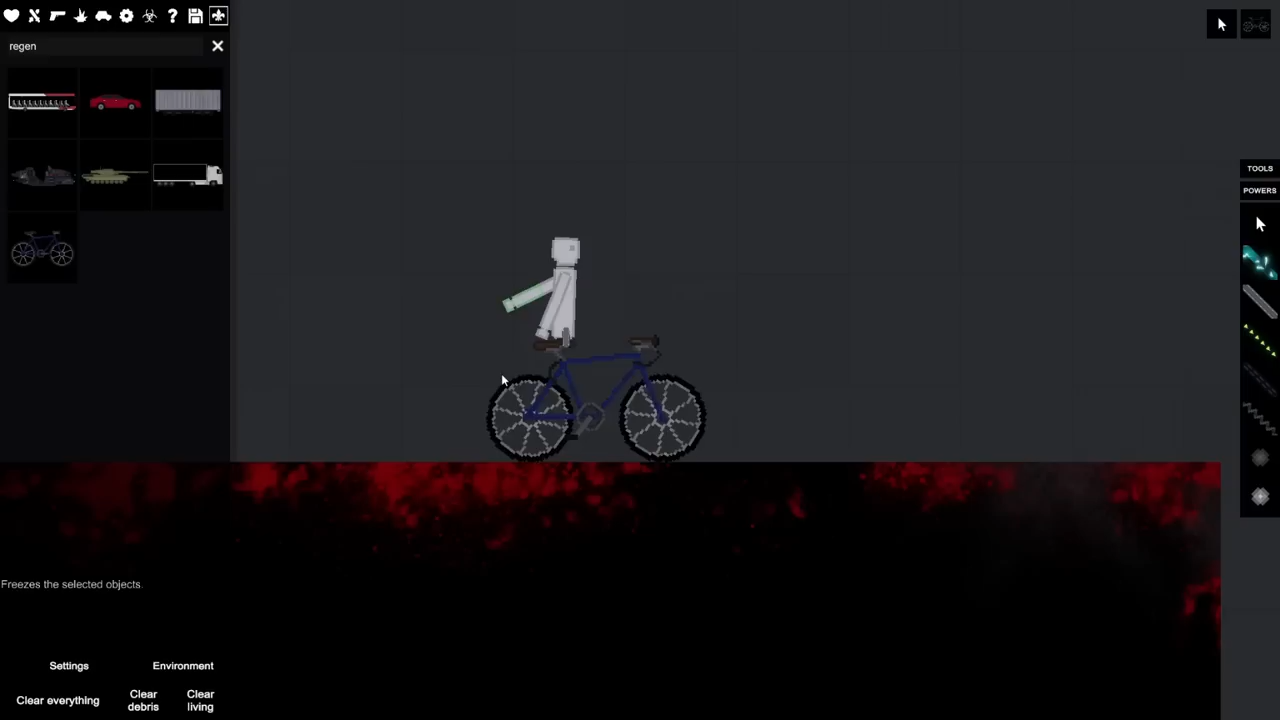 regen
TOOLS
POWERS
Freezes the selected objects.
Settings
Environment
Clear everything
Clear
debris
Clear
living